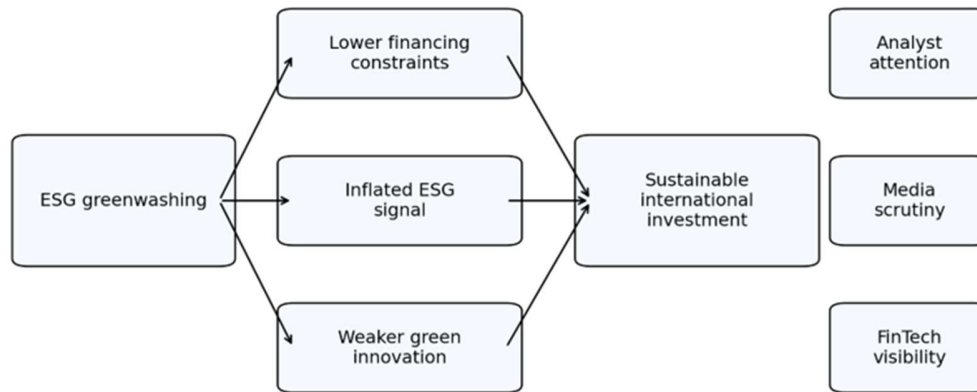 Lower financing
constraints
Analyst
attention
ESG greenwashing
Inflated ESG
signal
Sustainable
international
investment
Media
scrutiny
Weaker green
innovation
FinTech
visibility